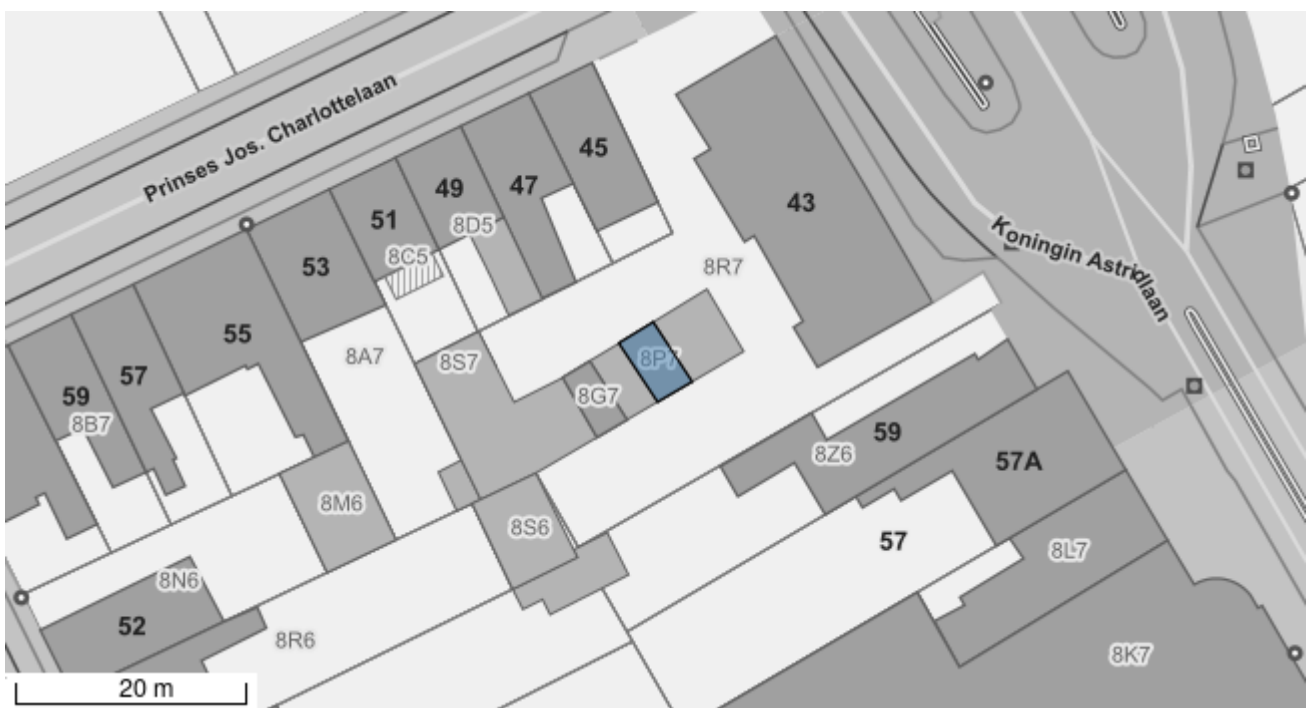 Prinses Jos. Charlottelaan
45
47
49
43
8D5
51
8C5
Koningin Astridlaan
53
8R7
55
8A7
8S7
8P7
57
59
8G7
8B7
59
8Z6
57A
8M6
8S6
57
8L7
8N6
52
8R6
8K7
20 m